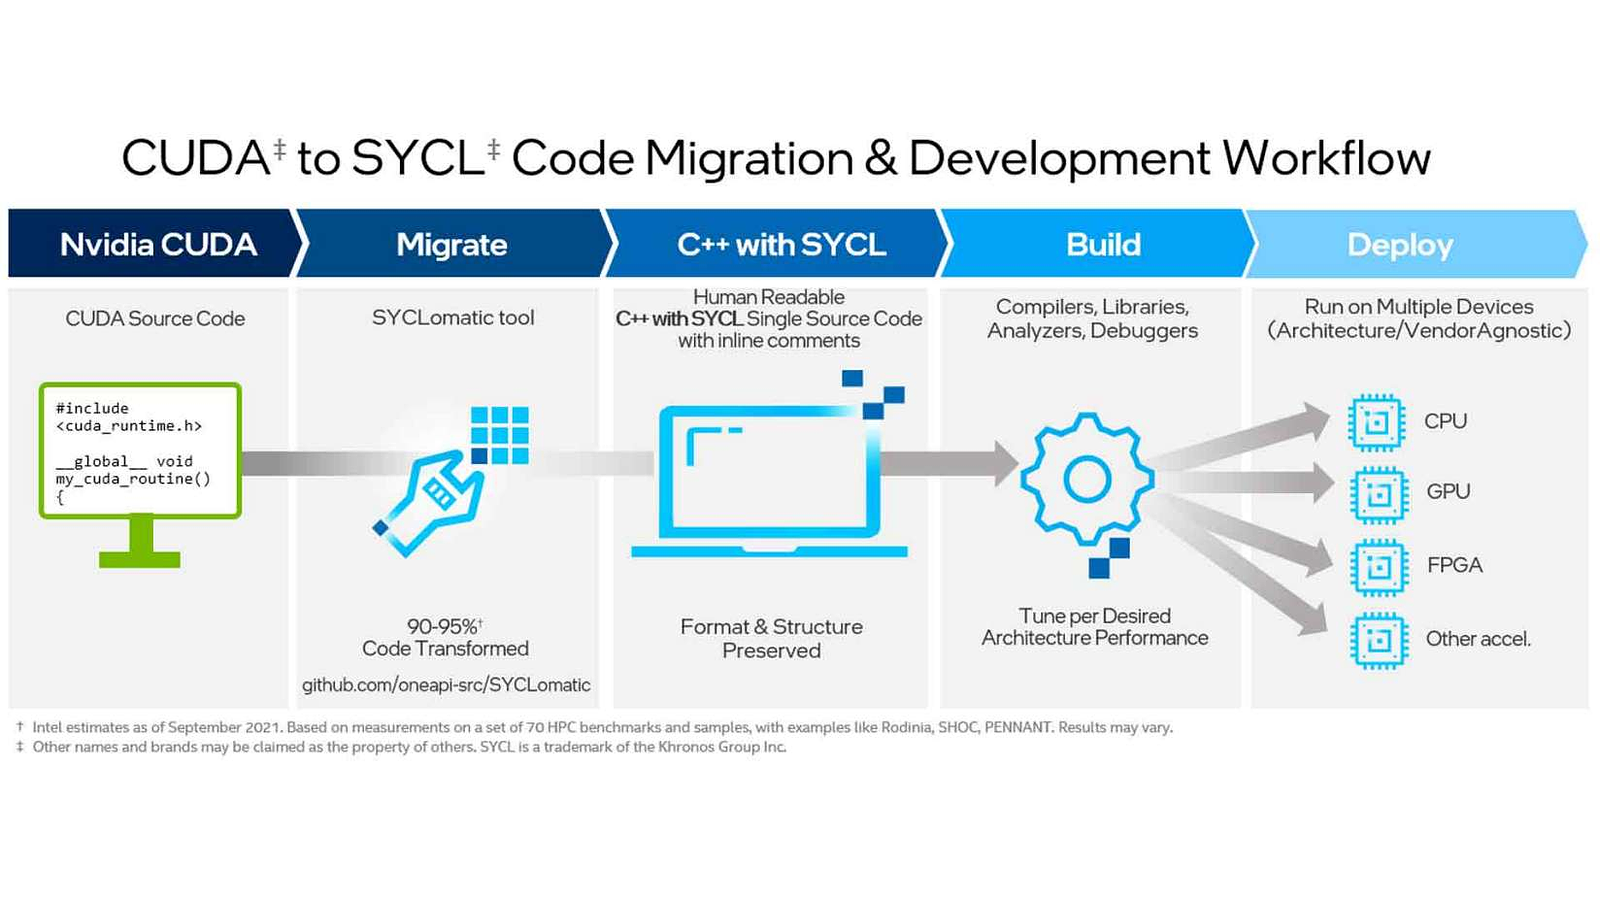 CUDA‡ to SYCL‡ Code Migration & Development Workflow
Nvidia CUDA
Migrate
C++ with SYCL
Build
Deploy
CUDA Source Code
#include
<cuda_runtime.h>
__global__ void
my_cuda_routine()
{
SYCLomatic tool
90-95%†
Code Transformed
github.com/oneapi-src/SYCLomatic
Human Readable
C++ with SYCL Single Source Code
with inline comments
Format & Structure
Preserved
Compilers, Libraries,
Analyzers, Debuggers
Tune per Desired
Architecture Performance
Run on Multiple Devices
(Architecture/VendorAgnostic)
CPU
GPU
FPGA
Other accel.
† Intel estimates as of September 2021. Based on measurements on a set of 70 HPC benchmarks and samples, with examples like Rodinia, SHOC, PENNANT. Results may vary.
‡ Other names and brands may be claimed as the property of others. SYCL is a trademark of the Khronos Group Inc.